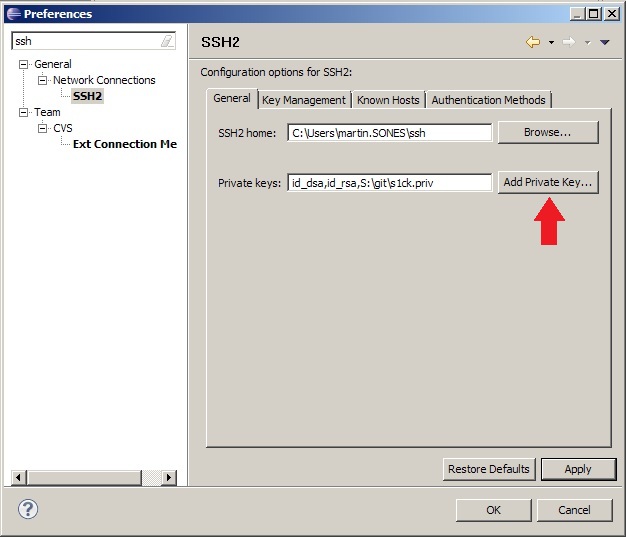 Preferences
ssh
General
Network Connections
SSH2
Team
CVS
Ext Connection Me
SSH2
Configuration options for SSH2:
General Key Management Known Hosts Authentication Methods
SSH2 home: C:\Users\martin.SONES\ssh Browse...
Private keys: id_dsa,id_rsa,S:\git\s1ck.priv Add Private Key...
Restore Defaults Apply
? OK Cancel